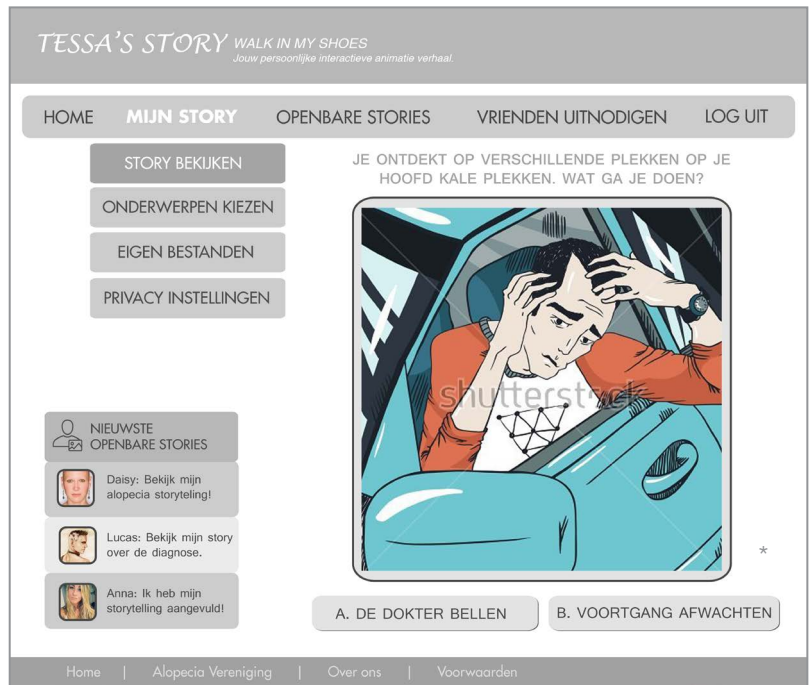 TESSA'S STORY WALK IN MY SHOES
Jouw persoonlijke interactieve animatie verhaal.
HOME MIJN STORY OPENBARE STORIES VRIENDEN UITNODIGEN LOG UIT
STORY BEKIJKEN
ONDERWERPEN KIEZEN
EIGEN BESTANDEN
PRIVACY INSTELLINGEN
JE ONTDEKT OP VERSCHILLENDE PLEKKEN OP JE
HOOFD KALE PLEKKEN. WAT GA JE DOEN?
shutterstock
NIEUWSTE
OPENBARE STORIES
Daisy: Bekijk mijn
alopecia storyteling!
Lucas: Bekijk mijn story
over de diagnose.
Anna: Ik heb mijn
storytelling aangevuld!
*
A. DE DOKTER BELLEN
B. VOORTGANG AFWACHTEN
Home | Alopecia Vereniging | Over ons | Voorwaarden